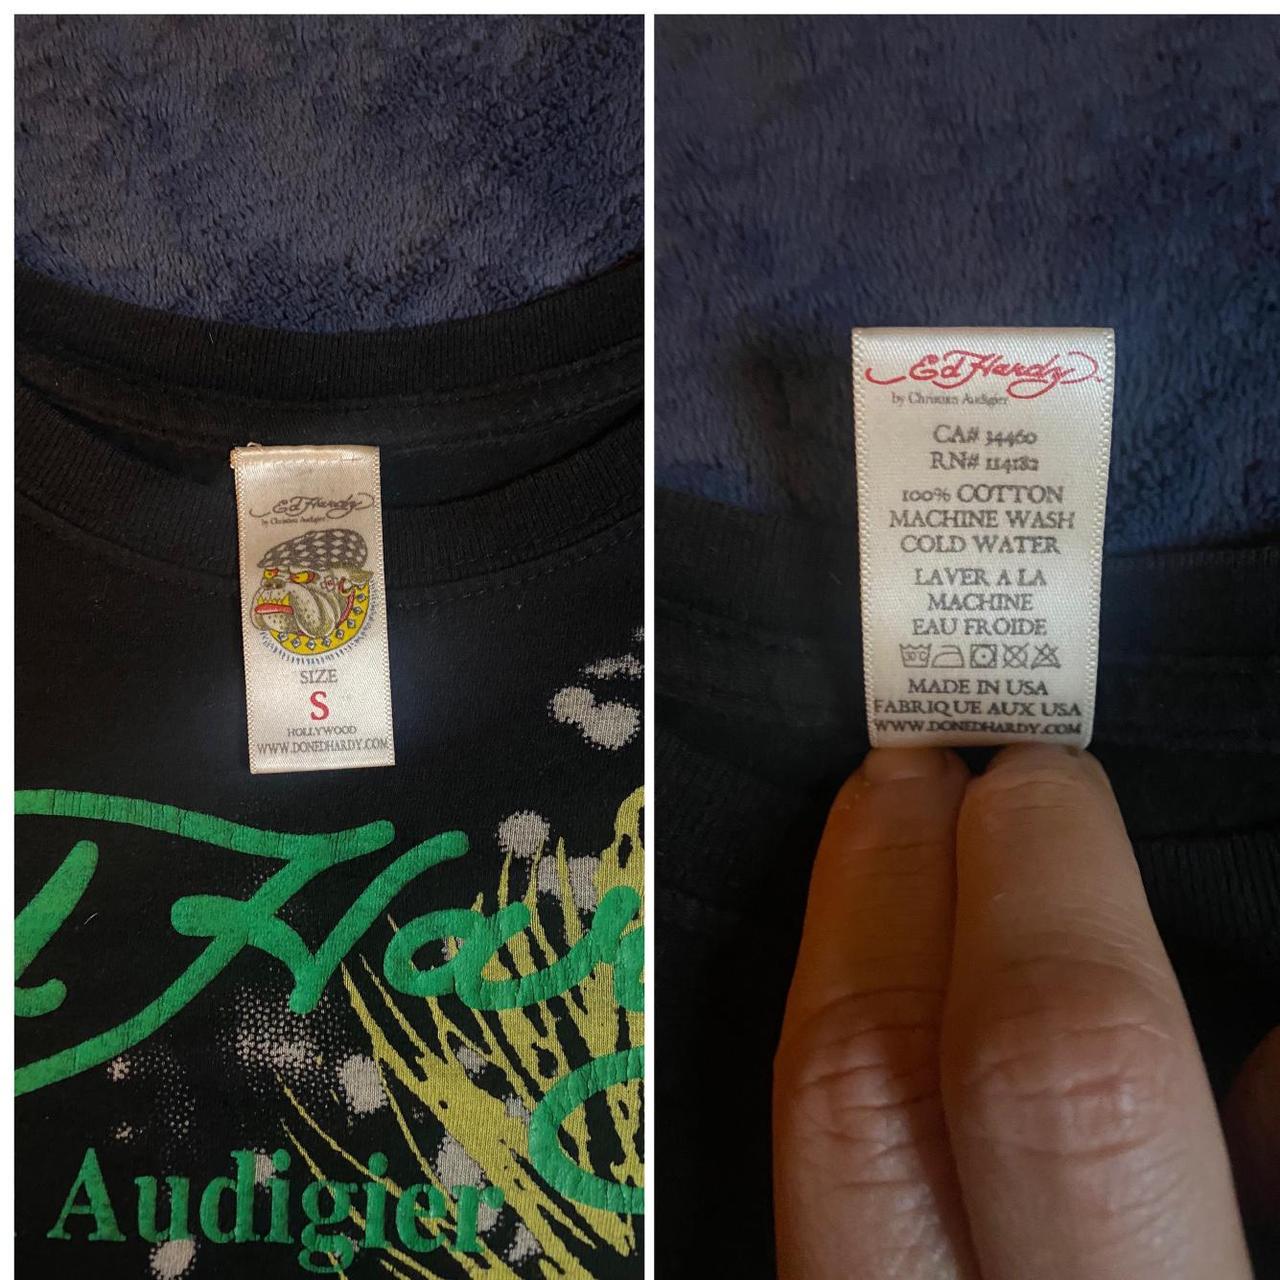 Ed Hardy
by Christian Audigier
SIZE
S
HOLLYWOOD
WWW.DONEDHARDY.COM
d Har
Audigier
Ed Hardy
by Christian Audigier
CA# 34460
RN# 114182
100% COTTON
MACHINE WASH
COLD WATER
LAVER A LA
MACHINE
EAU FROIDE
MADE IN USA
FABRIQUE AUX USA
WWW.DONEDHARDY.COM